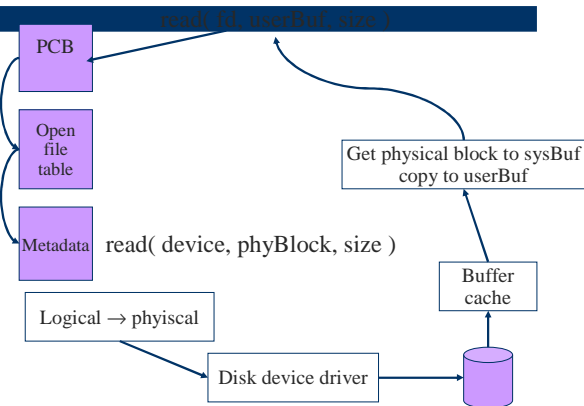 read( fd, userBuf, size )
PCB
Open
file
table
Get physical block to sysBuf
copy to userBuf
Metadata
read( device, phyBlock, size )
Buffer
cache
Logical → phyiscal
Disk device driver